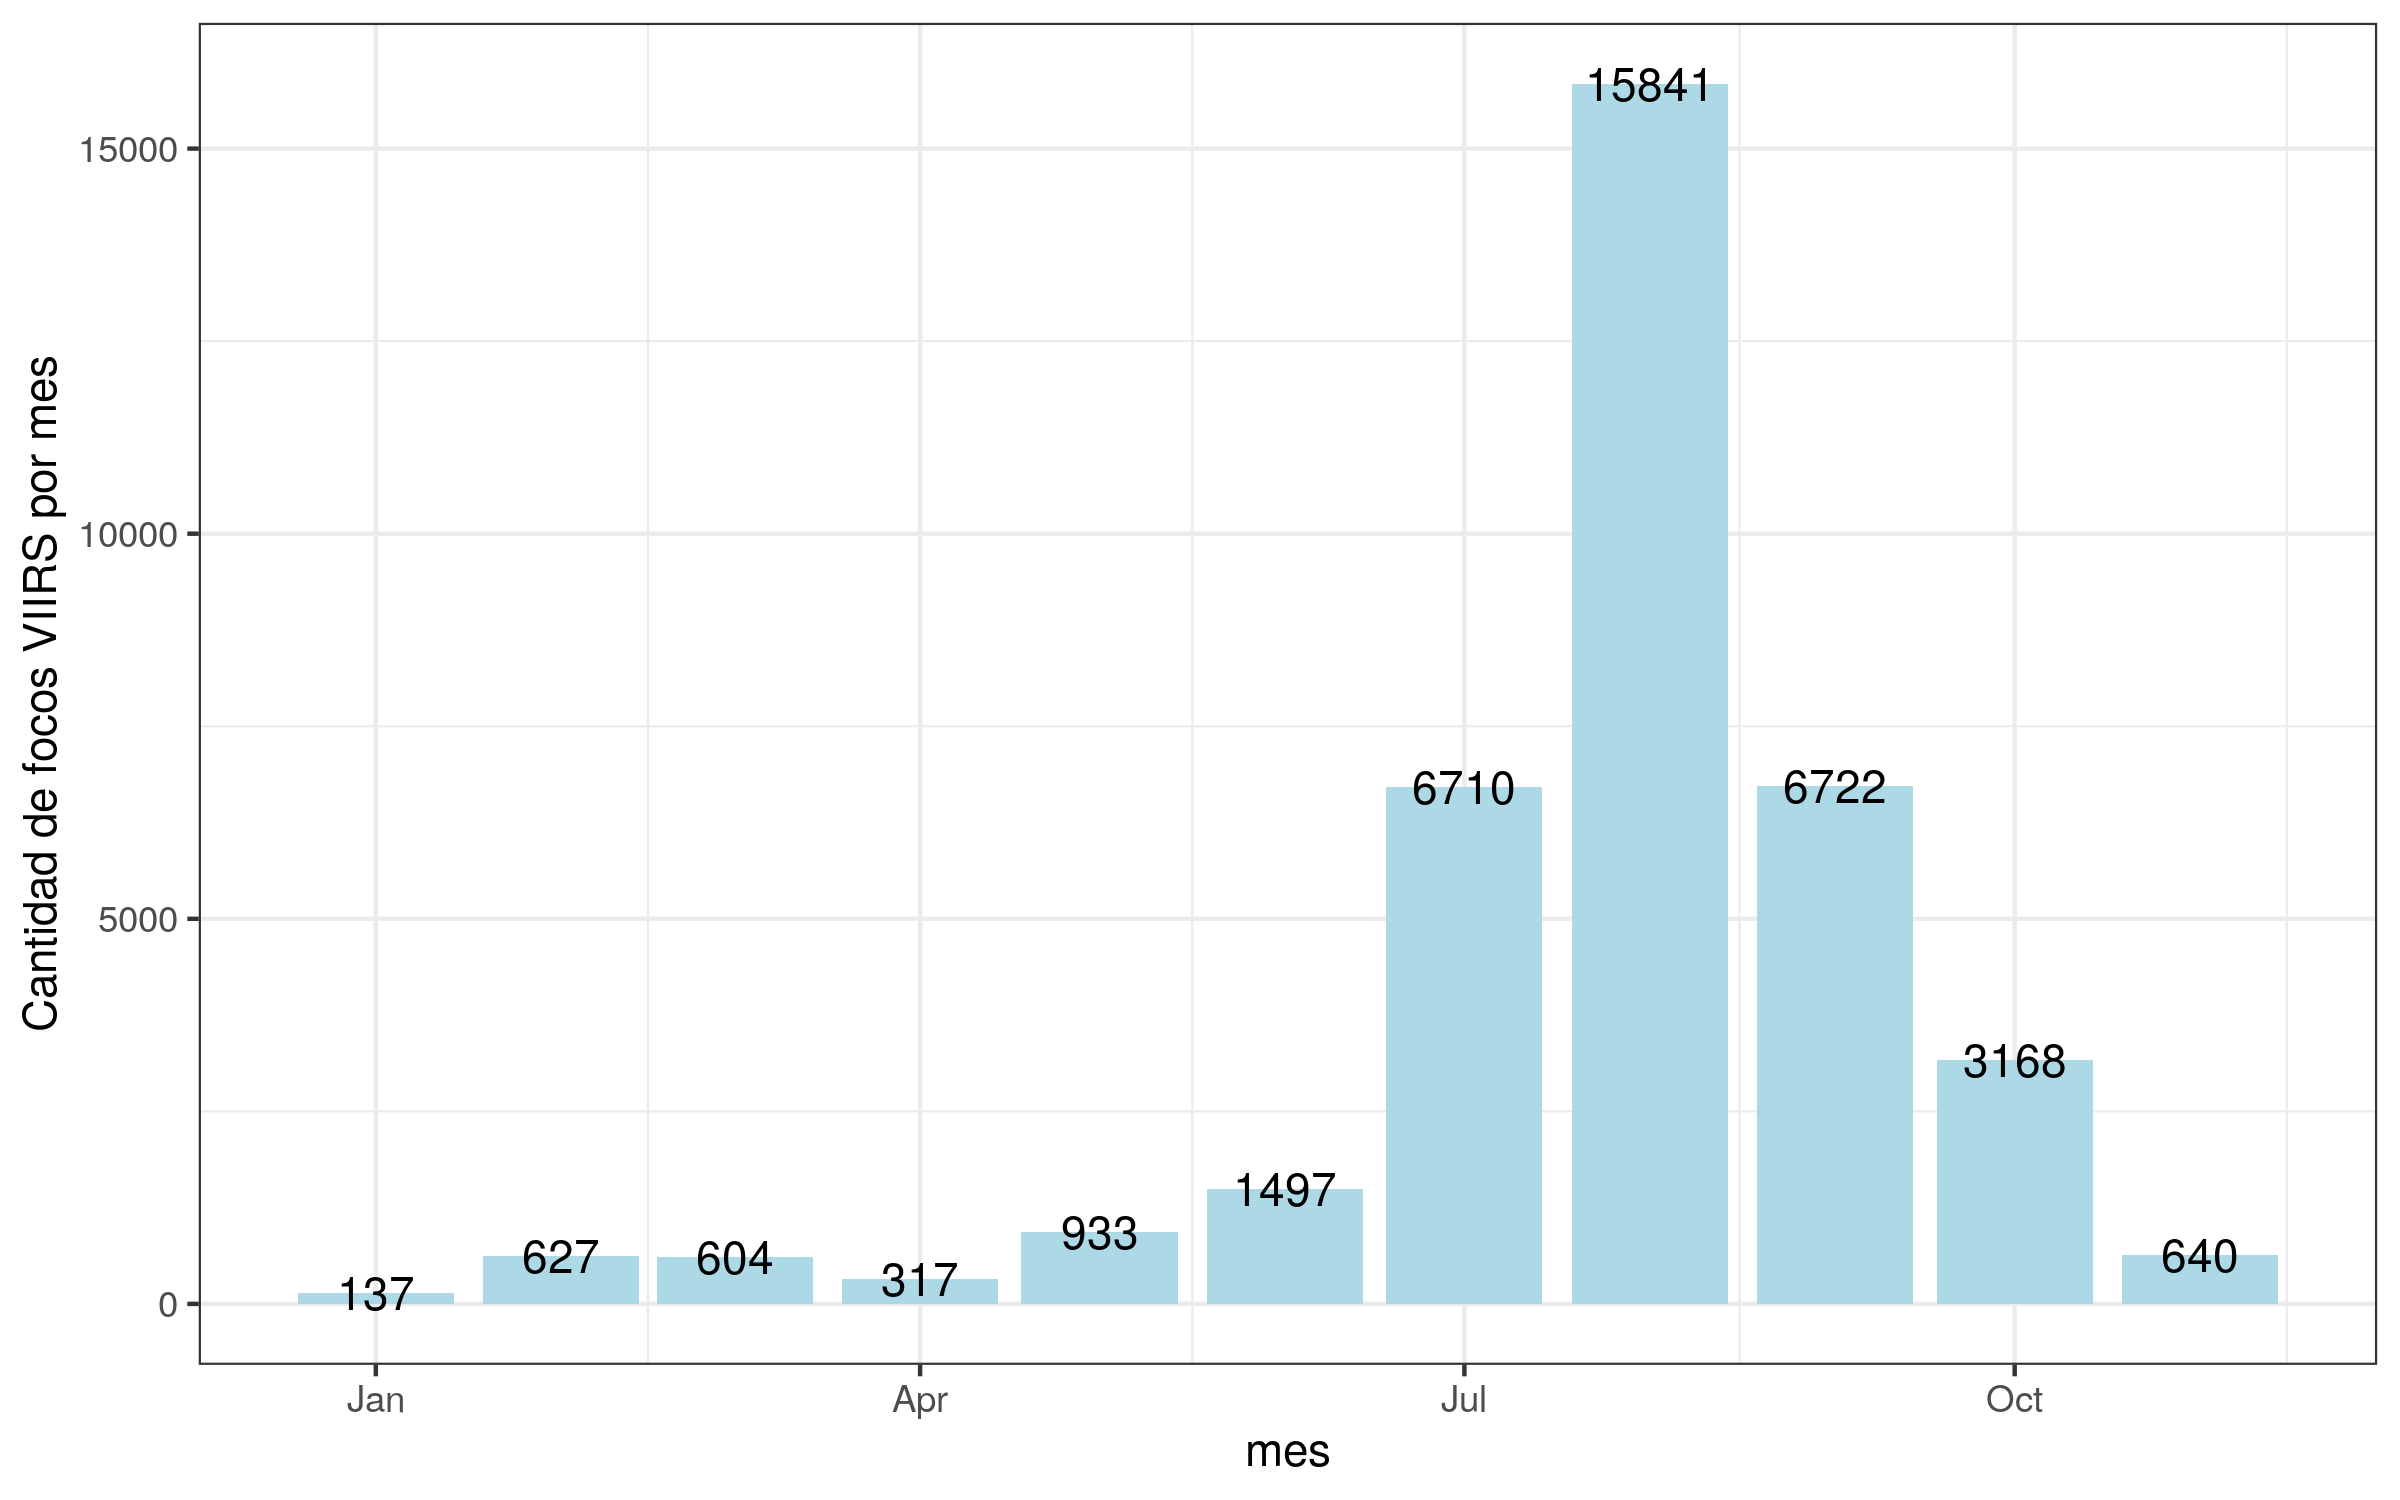 Cantidad de focos VIIRS por mes
15000
10000
5000
0
137
627
604
317
933
1497
6710
15841
6722
3168
640
Jan
Apr
Jul
Oct
mes